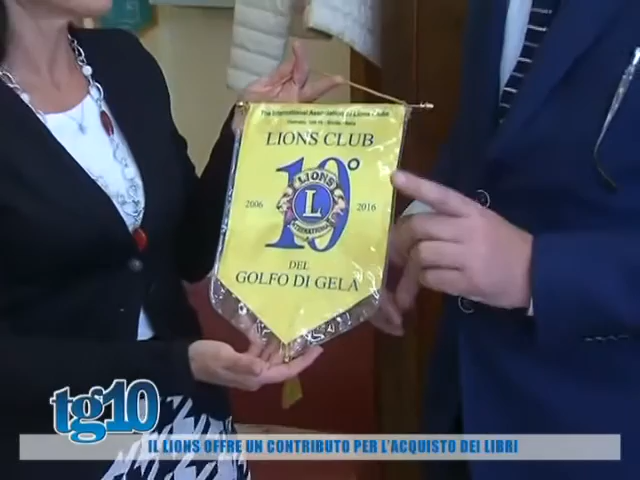 The International Association of Lions Clubs
LIONS CLUB
10°
LIONS
L
INTERNATIONAL
2006
2016
DEL
GOLFO DI GELA
tg10
IL LIONS OFFRE UN CONTRIBUTO PER L'ACQUISTO DEI LIBRI